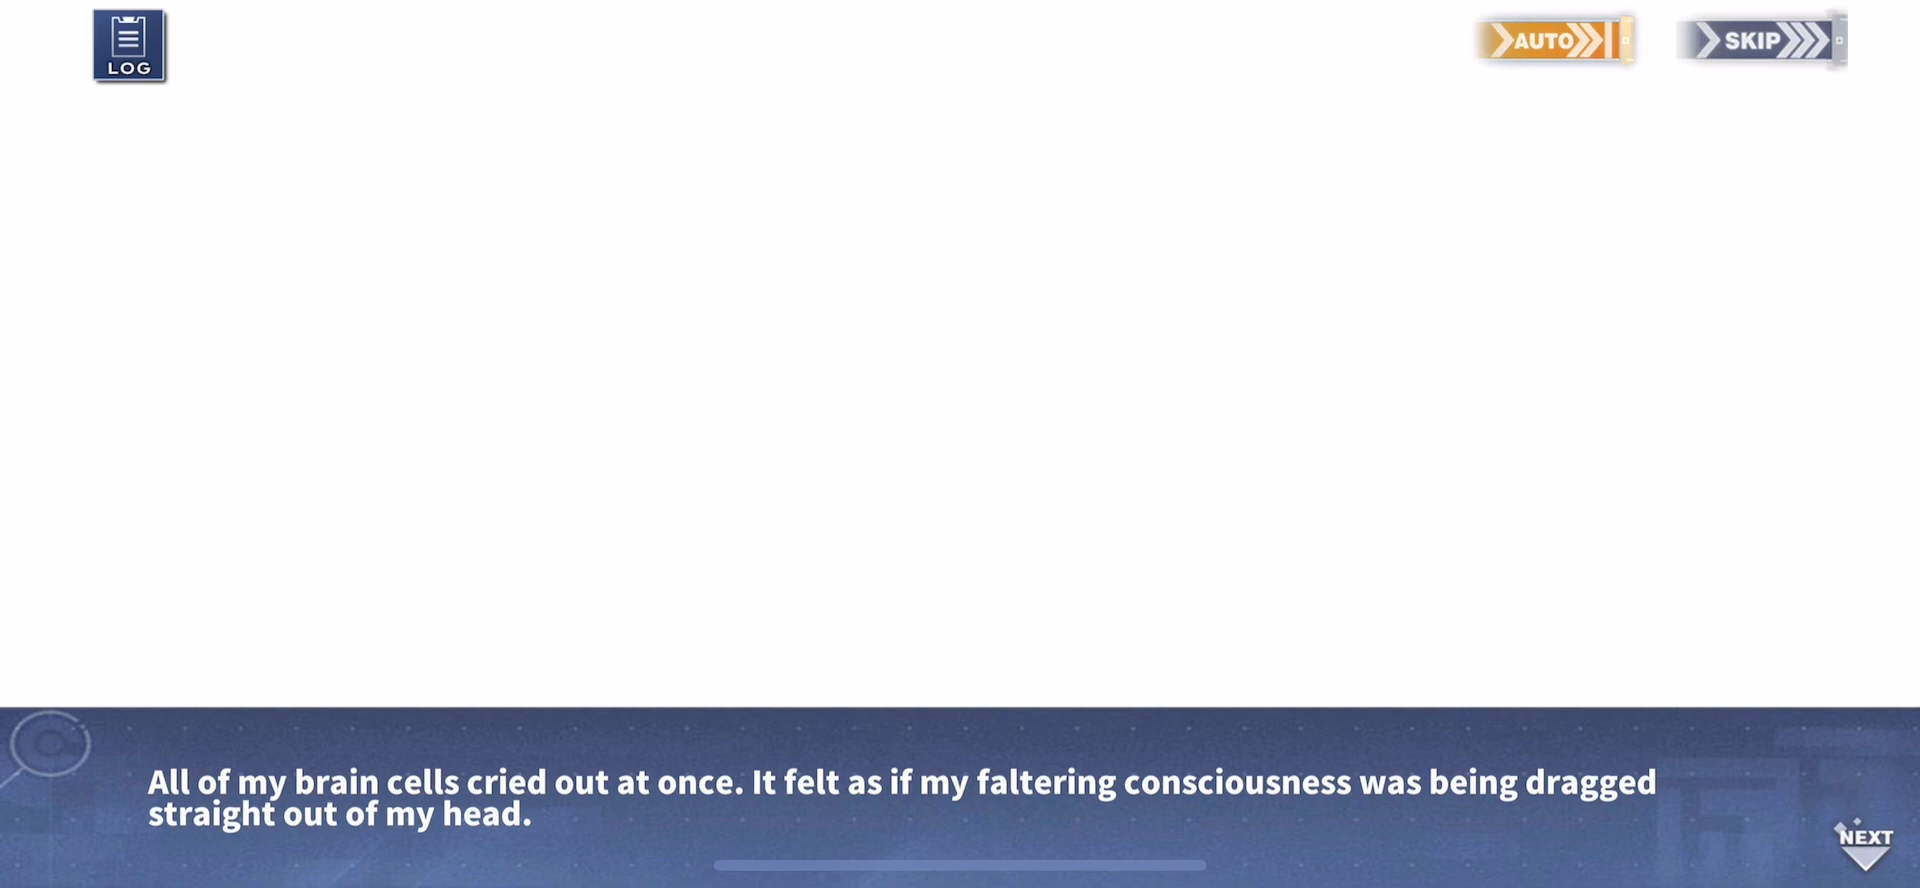 LOG
AUTO
SKIP
All of my brain cells cried out at once. It felt as if my faltering consciousness was being dragged
straight out of my head.
NEXT